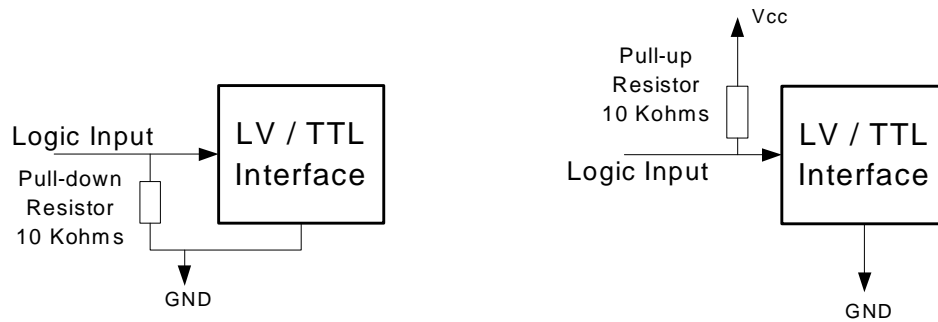 Logic Input
Pull-down
Resistor
10 Kohms
LV / TTL
Interface
GND
Vcc
Pull-up
Resistor
10 Kohms
Logic Input
LV / TTL
Interface
GND